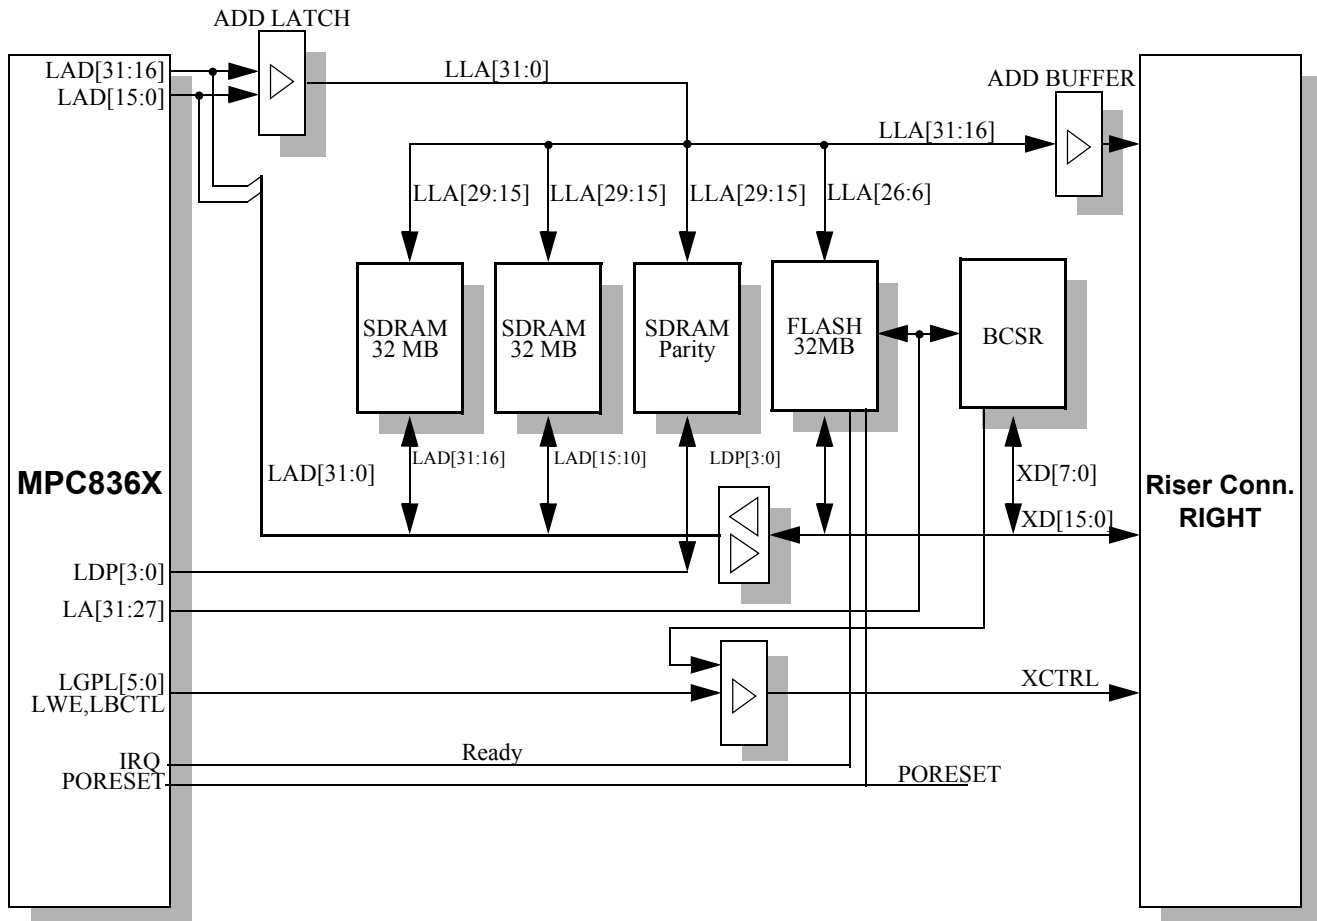 ADD LATCH
LAD[31:16]
LAD[15:0]
LLA[31:0]
ADD BUFFER
LLA[31:16]
LLA[29:15]
LLA[29:15]
LLA[29:15]
LLA[26:6]
SDRAM
32 MB
SDRAM
32 MB
SDRAM
Parity
FLASH
32MB
BCSR
LAD[31:0]
LAD[31:16]
LAD[15:10]
LDP[3:0]
XD[7:0]
MPC836X
Riser Conn.
RIGHT
XD[15:0]
LDP[3:0]
LA[31:27]
LGPL[5:0]
LWE,LBCTL
XCTRL
IRQ
Ready
PORESET
PORESET